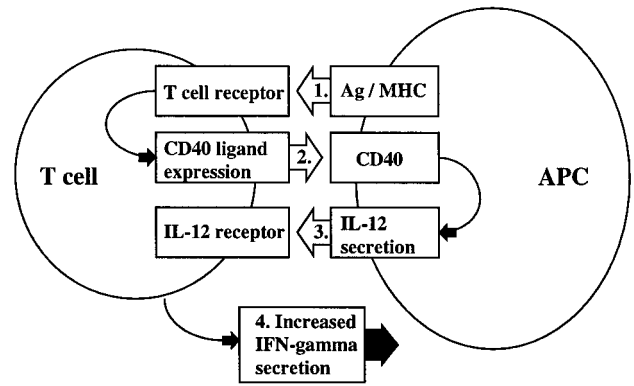 T cell receptor
1.
Ag / MHC
CD40 ligand
expression
2.
CD40
T cell
APC
IL-12 receptor
3.
IL-12
secretion
4. Increased
IFN-gamma
secretion